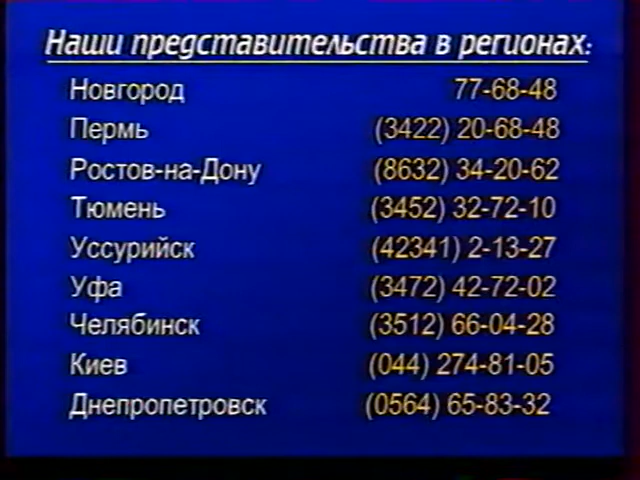 Наши представительства в регионах:
Новгород 77-68-48
Пермь (3422) 20-68-48
Ростов-на-Дону (8632) 34-20-62
Тюмень (3452) 32-72-10
Уссурийск (42341) 2-13-27
Уфа (3472) 42-72-02
Челябинск (3512) 66-04-28
Киев (044) 274-81-05
Днепропетровск (0564) 65-83-32